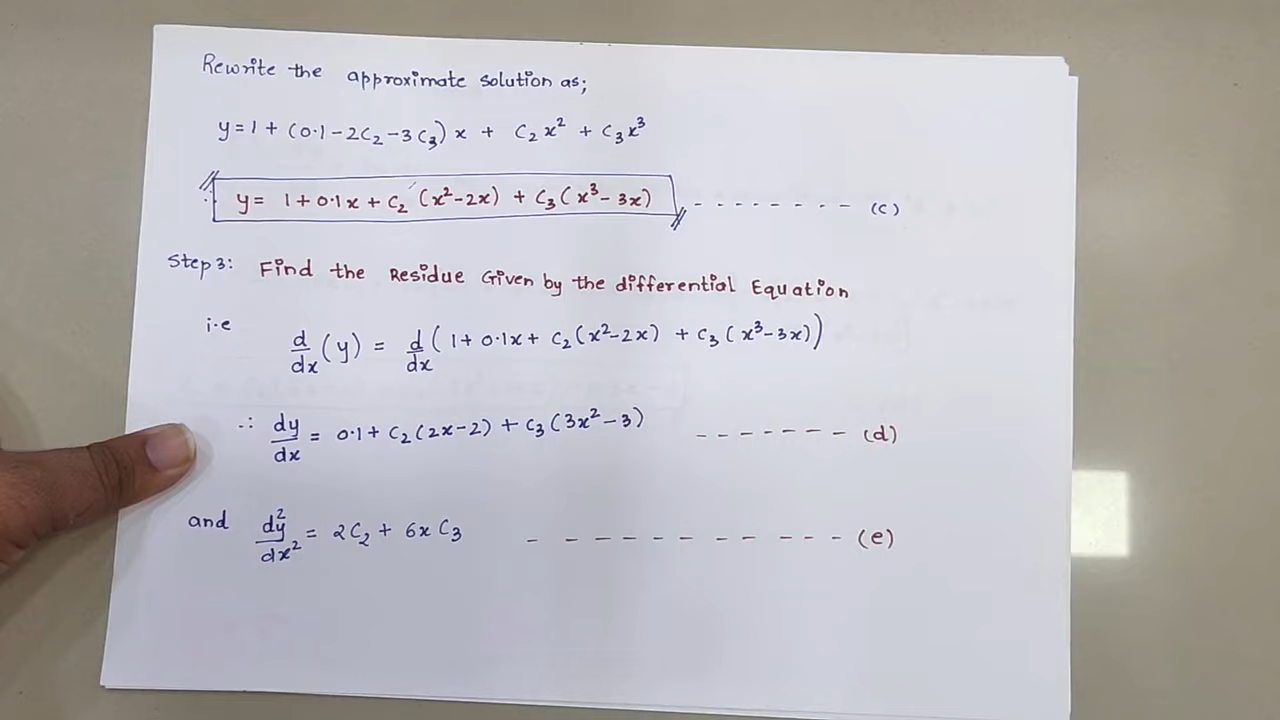 Rewrite the approximate solution as;
y = 1 + (0.1 - 2C₂ - 3C₃) x + C₂ x² + C₃ x³
y = 1 + 0.1x + C₂ (x² - 2x) + C₃ (x³ - 3x) - - - - - - - - (c)
Step 3: Find the Residue Given by the differential Equation
i.e d/dx (y) = d/dx (1 + 0.1x + C₂ (x² - 2x) + C₃ (x³ - 3x))
∴ dy/dx = 0.1 + C₂ (2x - 2) + C₃ (3x² - 3) - - - - - - - (d)
and dy²/dx² = 2C₂ + 6x C₃ - - - - - - - - - - - (e)